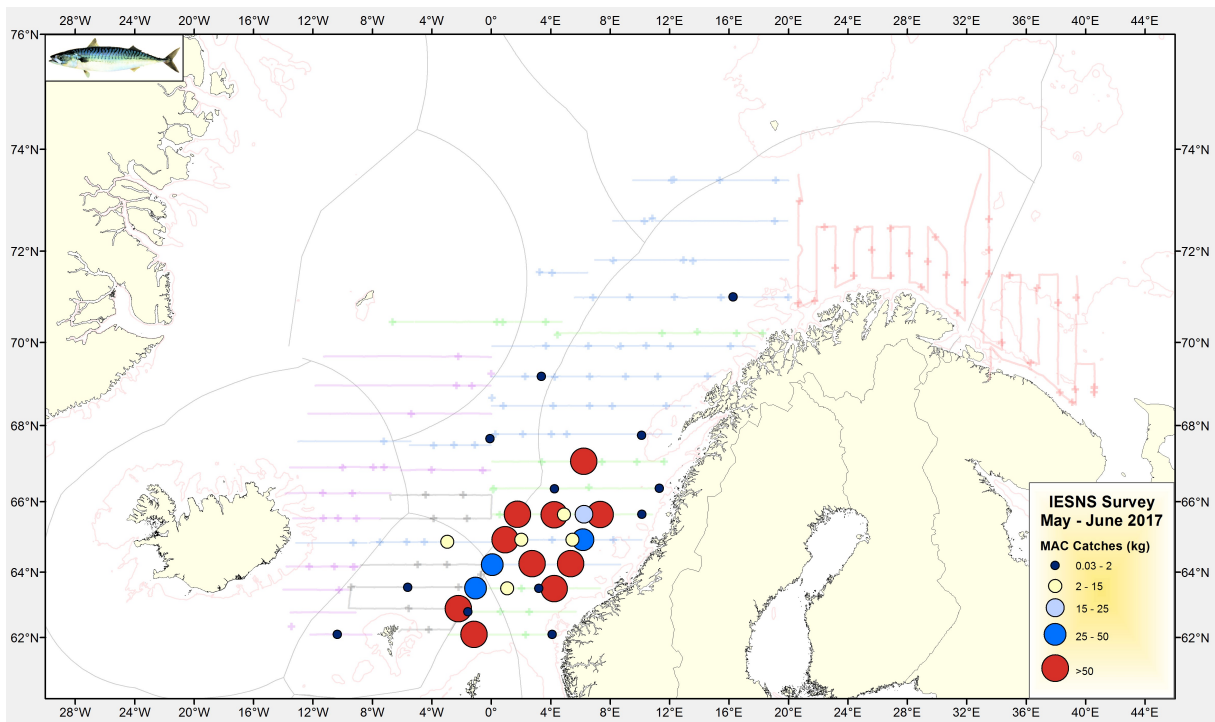 28°W 24°W 20°W 16°W 12°W 8°W 4°W 0° 4°E 8°E 12°E 16°E 20°E 24°E 28°E 32°E 36°E 40°E 44°E
76°N 76°N
74°N 74°N
72°N 72°N
70°N 70°N
68°N 68°N
66°N 66°N
64°N 64°N
62°N 62°N
IESNS Survey
May - June 2017
MAC Catches (kg)
0.03 - 2
2 - 15
15 - 25
25 - 50
>50
28°W 24°W 20°W 16°W 12°W 8°W 4°W 0° 4°E 8°E 12°E 16°E 20°E 24°E 28°E 32°E 36°E 40°E 44°E